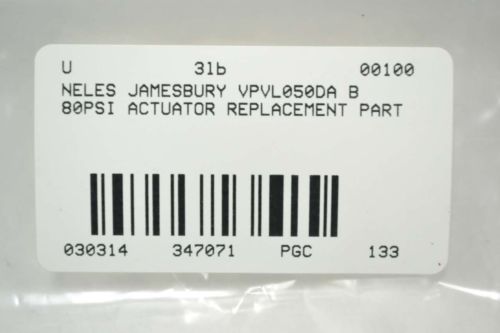 U 31b 00100
NELES JAMESBURY VPVL050DA B
80PSI ACTUATOR REPLACEMENT PART
030314 347071 PGC 133